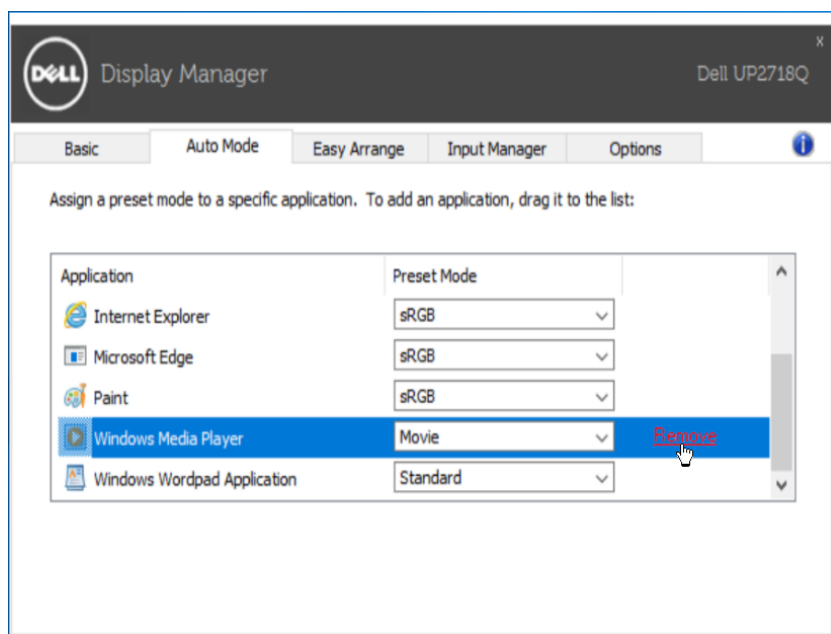 x
DELL Display Manager Dell UP2718Q
Basic Auto Mode Easy Arrange Input Manager Options i
Assign a preset mode to a specific application. To add an application, drag it to the list:
Application Preset Mode
Internet Explorer sRGB
Microsoft Edge sRGB
Paint sRGB
Windows Media Player Movie Remove
Windows Wordpad Application Standard